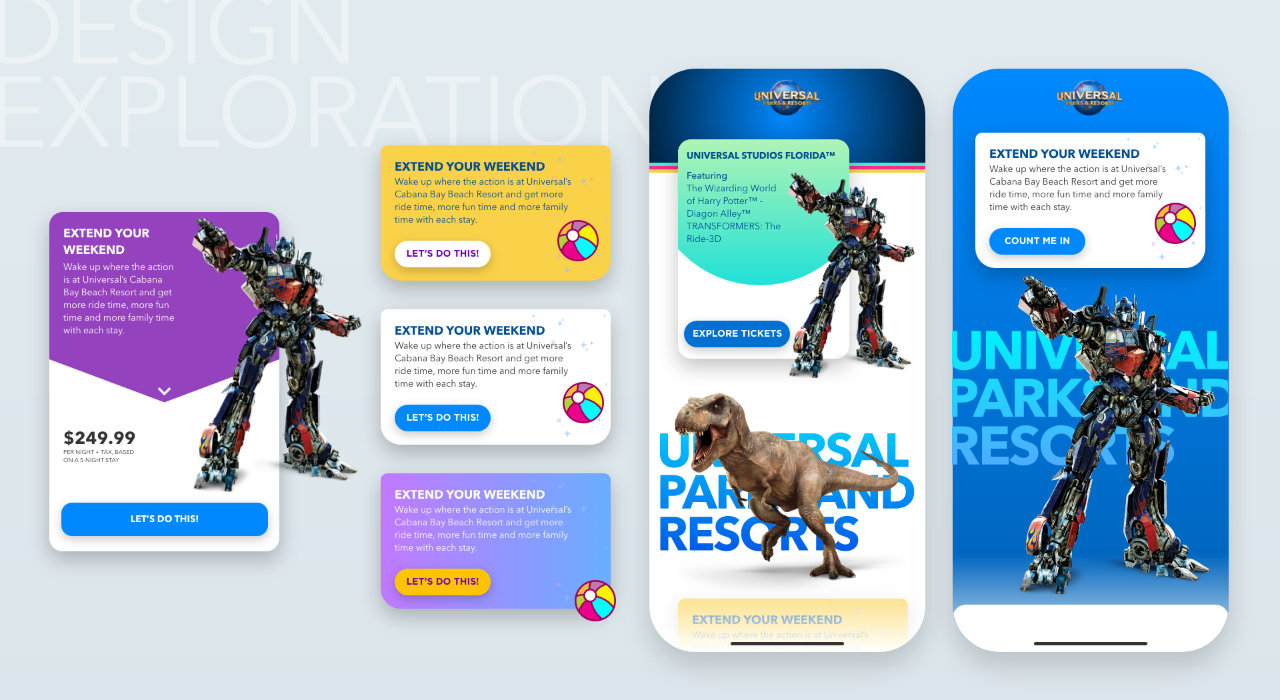 DESIGN
EXPLORATION
EXTEND YOUR
WEEKEND
Wake up where the action
is at Universal's Cabana
Bay Beach Resort and get
more ride time, more fun
time and more family time
with each stay.
$249.99
PER NIGHT + TAX, BASED
ON A 5-NIGHT STAY
LET'S DO THIS!
EXTEND YOUR WEEKEND
Wake up where the action is at Universal's
Cabana Bay Beach Resort and get more
ride time, more fun time and more family
time with each stay.
LET'S DO THIS!
EXTEND YOUR WEEKEND
Wake up where the action is at Universal's
Cabana Bay Beach Resort and get more
ride time, more fun time and more family
time with each stay.
LET'S DO THIS!
EXTEND YOUR WEEKEND
Wake up where the action is at Universal's
Cabana Bay Beach Resort and get more
ride time, more fun time and more family
time with each stay.
LET'S DO THIS!
UNIVERSAL
PARKS & RESORTS
UNIVERSAL STUDIOS FLORIDA™
Featuring
The Wizarding World
of Harry Potter™ -
Diagon Alley™
TRANSFORMERS: The
Ride-3D
EXPLORE TICKETS
UNIVERSAL
PARKS AND
RESORTS
EXTEND YOUR WEEKEND
Wake up where the action is at Universal's
UNIVERSAL
PARKS & RESORTS
EXTEND YOUR WEEKEND
Wake up where the action is at Universal's
Cabana Bay Beach Resort and get more
ride time, more fun time and more family
time with each stay.
COUNT ME IN
UNIVERSAL
PARKS AND
RESORTS